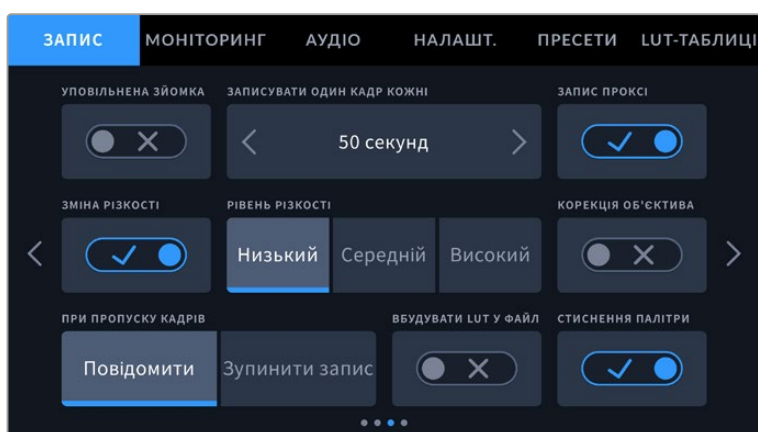 ЗАПИС МОНІТОРИНГ АУДІО НАЛАШТ. ПРЕСЕТИ LUT-ТАБЛИЦІ
УПОВІЛЬНЕНА ЗЙОМКА ЗАПИСУВАТИ ОДИН КАДР КОЖНІ ЗАПИС ПРОКСІ
50 секунд
ЗМІНА РІЗКОСТІ РІВЕНЬ РІЗКОСТІ КОРЕКЦІЯ ОБ'ЄКТИВА
Низький Середній Високий
ПРИ ПРОПУСКУ КАДРІВ ВБУДУВАТИ LUT У ФАЙЛ СТИСНЕННЯ ПАЛІТРИ
Повідомити Зупинити запис